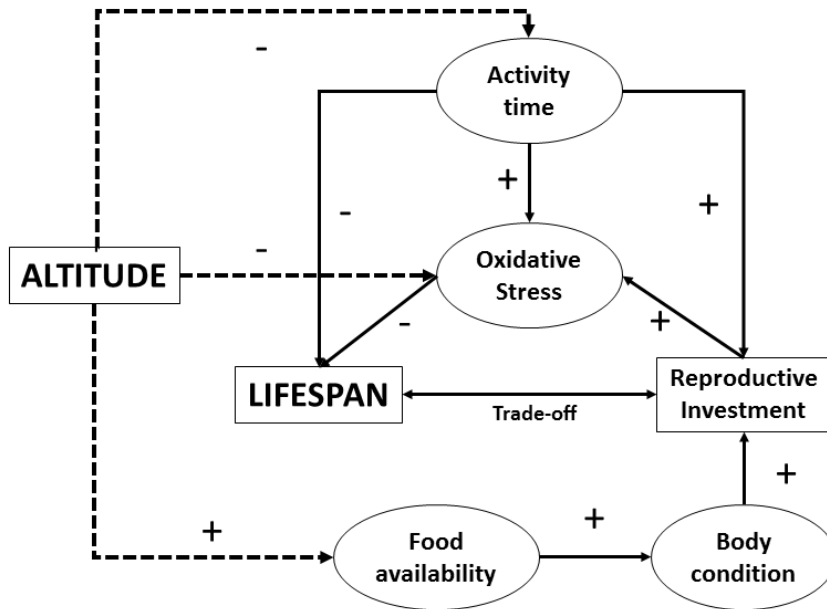 -
Activity
time
+
-
+
-
ALTITUDE
Oxidative
Stress
-
+
LIFESPAN
Trade-off
Reproductive
Investment
+
+
+
Food
availability
Body
condition